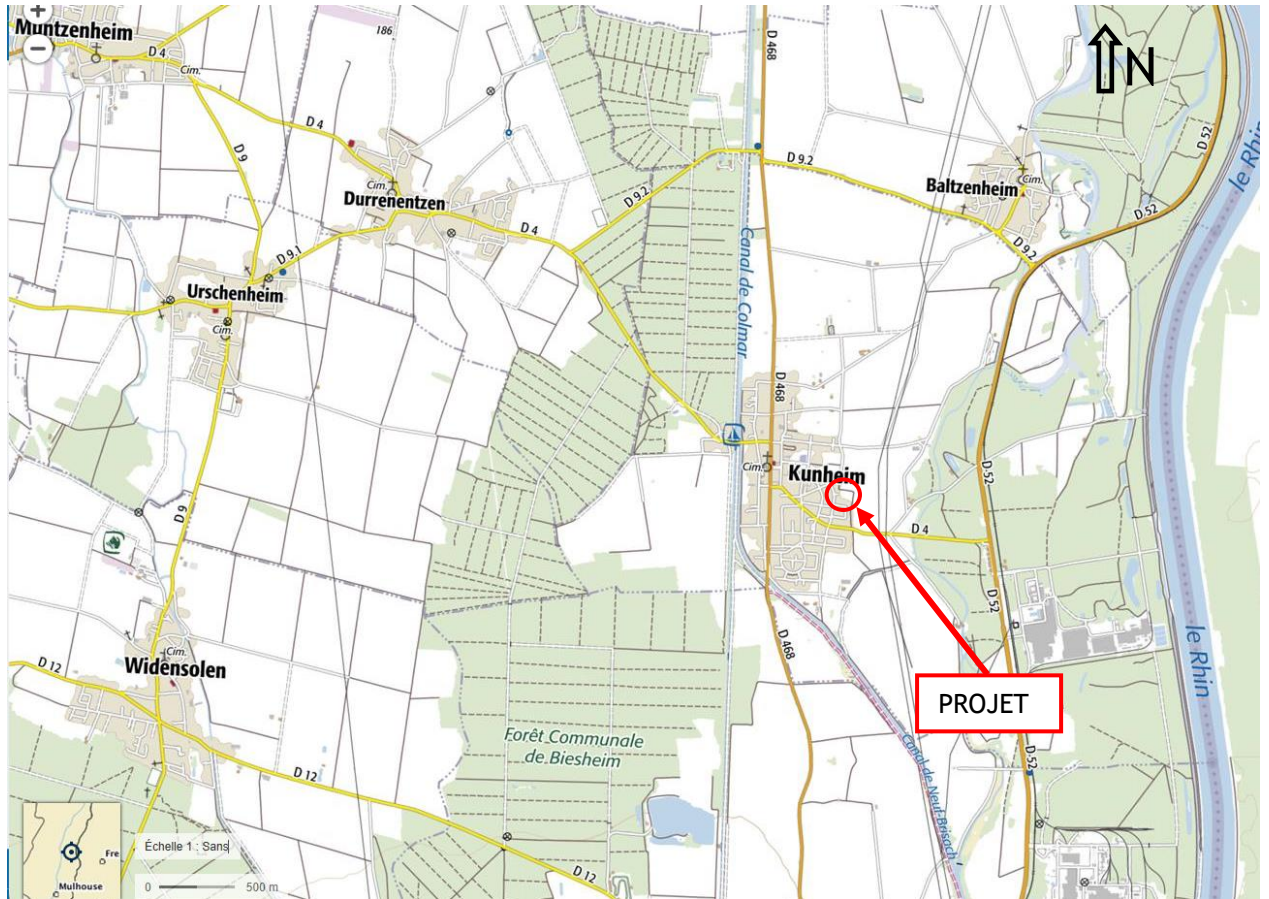 +
−
Muntzenheim
D 4
Cim.
186
D 468
N
D 9
D 4
D 52
le Rhin
Durrenentzen
Cim.
D 9.2
D 9.2
Baltzenheim
Cim.
D 52
D 9.2
D 4
D 9.1
Urschenheim
Cim.
Canal de Colmar
D 468
Cim.
Kunheim
D 52
D 4
D 9
D 52
le Rhin
D 468
Widensolen
Cim.
D 12
PROJET
Forêt Communale
de Biesheim
D 12
Canal de Neuf-Brisach
D 52
Échelle 1 : Sans
Fre
Mulhouse
0 500 m
D 12